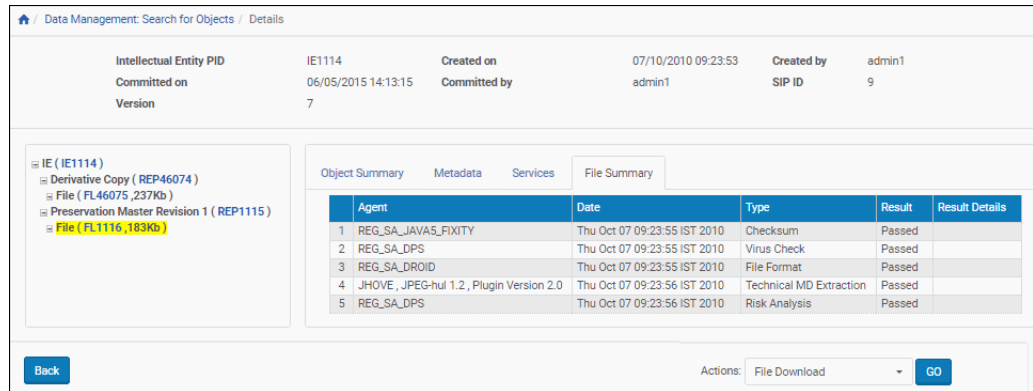 / Data Management: Search for Objects / Details
Intellectual Entity PID IE1114 Created on 07/10/2010 09:23:53 Created by admin1
Committed on 06/05/2015 14:13:15 Committed by admin1 SIP ID 9
Version 7
IE ( IE1114 )
Derivative Copy ( REP46074 )
File ( FL46075 ,237Kb )
Preservation Master Revision 1 ( REP1115 )
File ( FL1116 ,183Kb )
Object Summary Metadata Services File Summary
Agent Date Type Result Result Details
1 REG_SA_JAVA5_FIXITY Thu Oct 07 09:23:55 IST 2010 Checksum Passed
2 REG_SA_DPS Thu Oct 07 09:23:55 IST 2010 Virus Check Passed
3 REG_SA_DROID Thu Oct 07 09:23:55 IST 2010 File Format Passed
4 JHOVE , JPEG-hul 1.2 , Plugin Version 2.0 Thu Oct 07 09:23:56 IST 2010 Technical MD Extraction Passed
5 REG_SA_DPS Thu Oct 07 09:23:56 IST 2010 Risk Analysis Passed
Back Actions: File Download GO